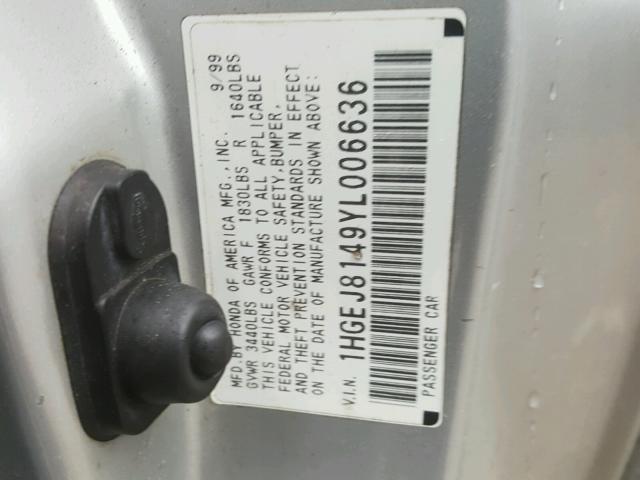 MFD.BY HONDA OF AMERICA MFG.,INC. 9/99
GVWR 3440LBS GAWR F 1830LBS R 1640LBS
THIS VEHICLE CONFORMS TO ALL APPLICABLE
FEDERAL MOTOR VEHICLE SAFETY,BUMPER,
AND THEFT PREVENTION STANDARDS IN EFFECT
ON THE DATE OF MANUFACTURE SHOWN ABOVE:
V.I.N. 1HGEJ8149YL006636
PASSENGER CAR